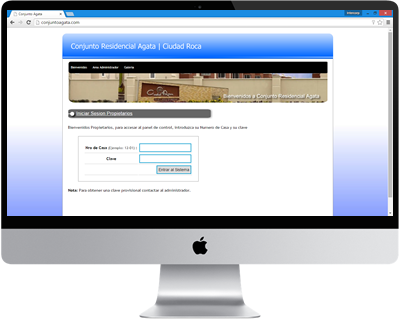 Conjunto Agata
conjuntoagata.com
Conjunto Residencial Agata | Ciudad Roca
Bienvenidos Area Administrador Galeria
Bienvenidos a Conjunto Residencial Agata
Iniciar Sesion Propietarios
Bienvenidos Propietarios, para accesar al panel de control, introduzca su Numero de Casa y su clave
Nro de Casa (Ejemplo: 12-01) :
Clave
Entrar al Sistema
Nota: Para obtener una clave provisional contactar al administrador.